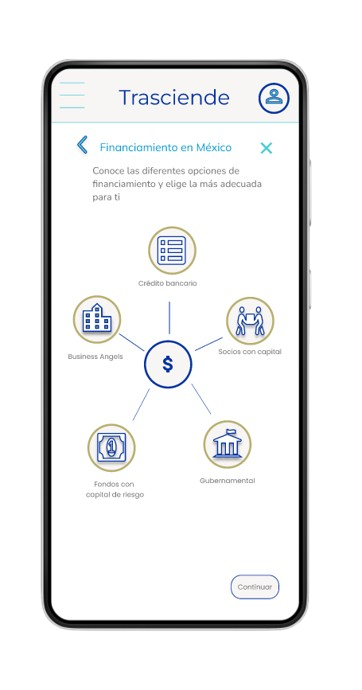 Trasciende
Financiamiento en México
Conoce las diferentes opciones de
financiamiento y elige la más adecuada
para ti
Crédito bancario
Business Angels
Socios con capital
$
Fondos con
capital de riesgo
Gubernamental
Continuar